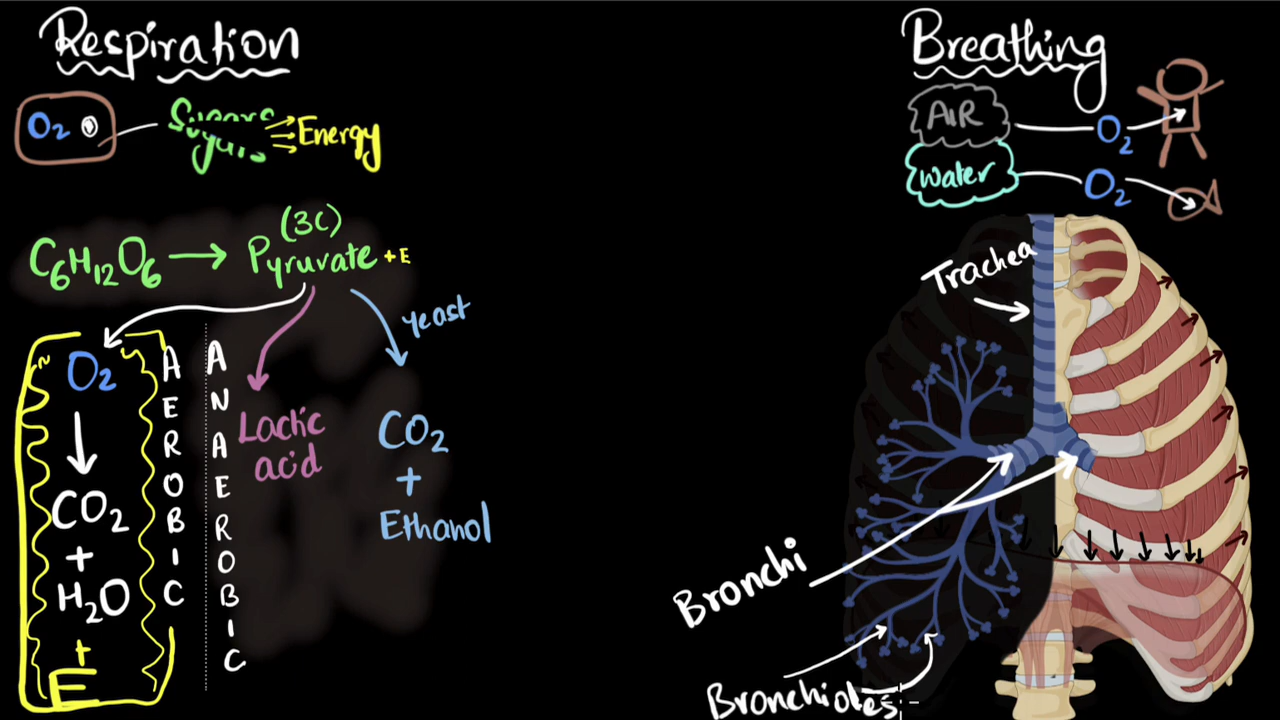 Respiration
O2
Sugars
Energy
C6H12O6 → Pyruvate + E
(3C)
yeast
O2
CO2
+
H2O
+
E
AEROBIC
ANAEROBIC
Lactic
acid
CO2
+
Ethanol
Breathing
AIR
O2
Water
O2
Trachea
Bronchi
Bronchioles